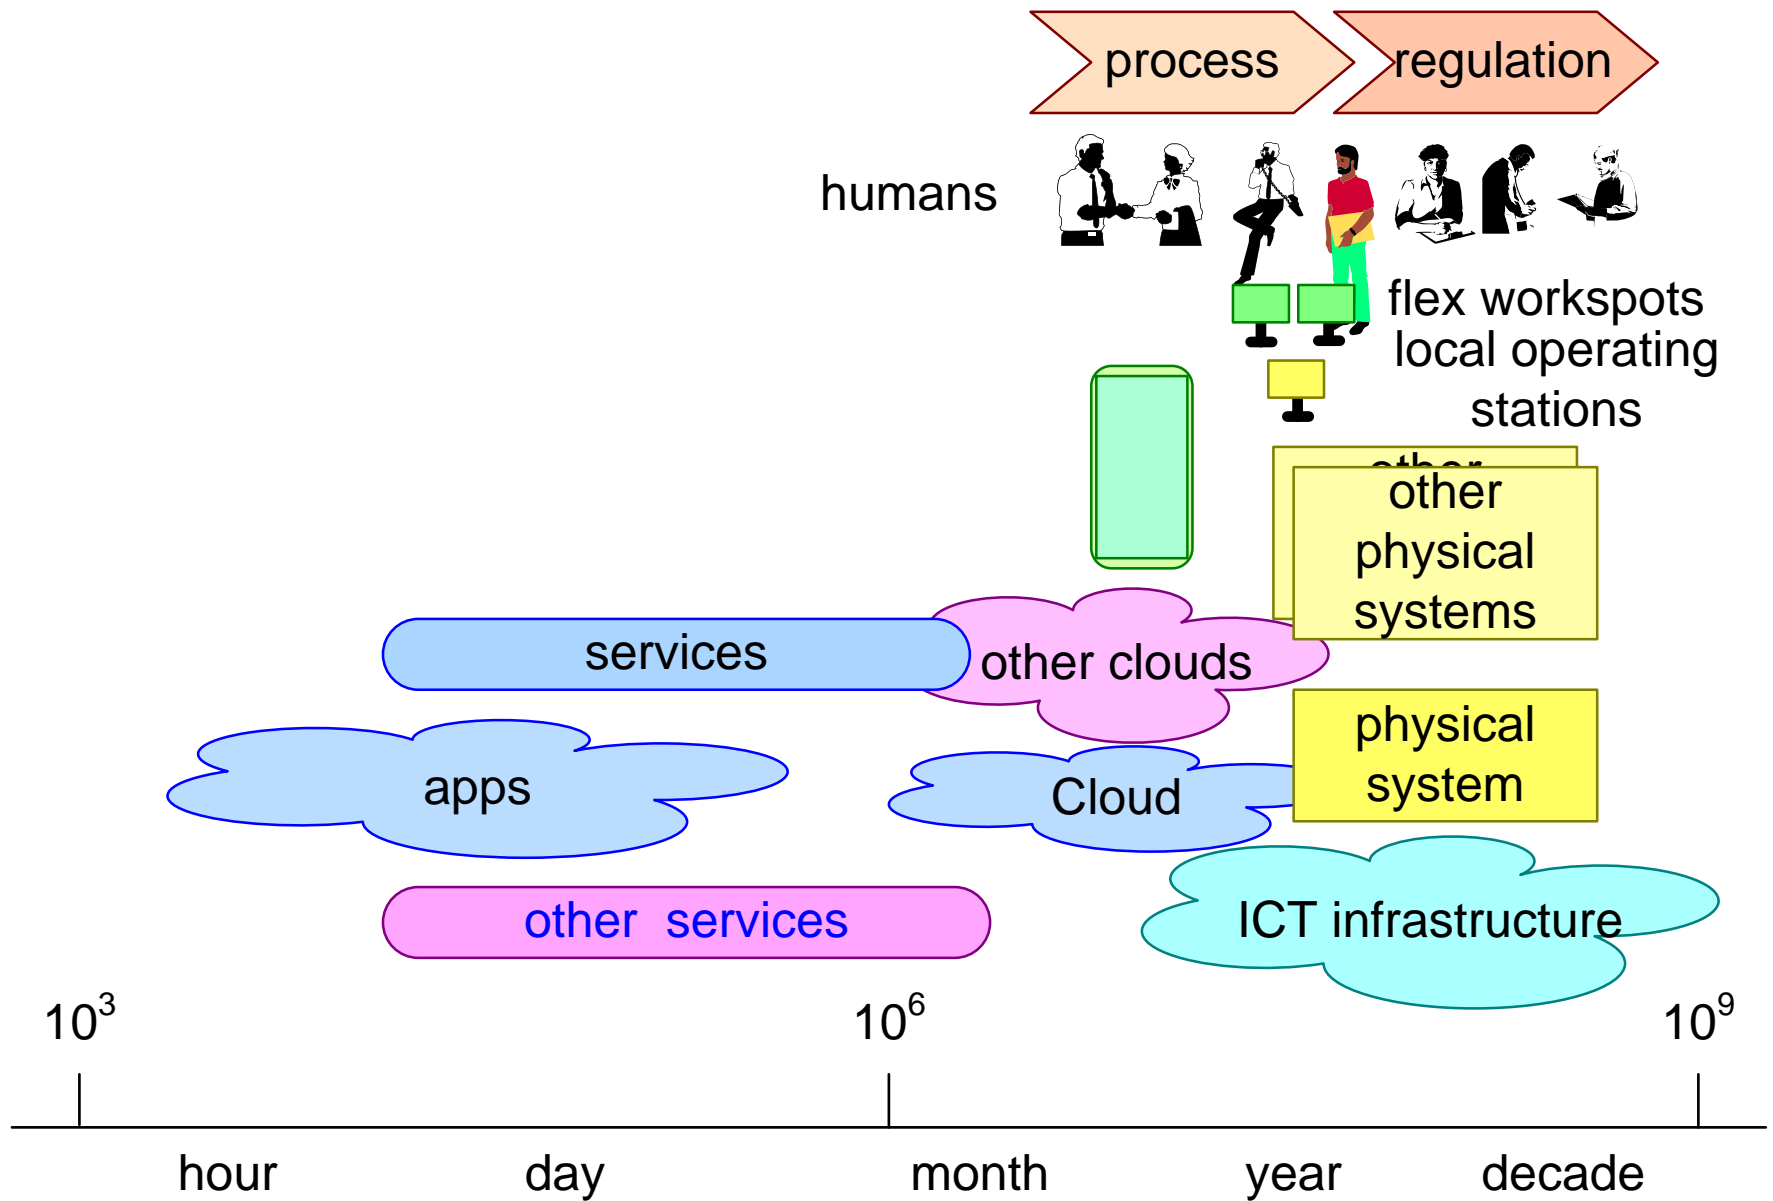 process
regulation
humans
flex workspots
local operating
stations
other
other
physical
systems
services
other clouds
physical
system
apps
Cloud
other services
ICT infrastructure
10³
10⁶
10⁹
hour
day
month
year
decade